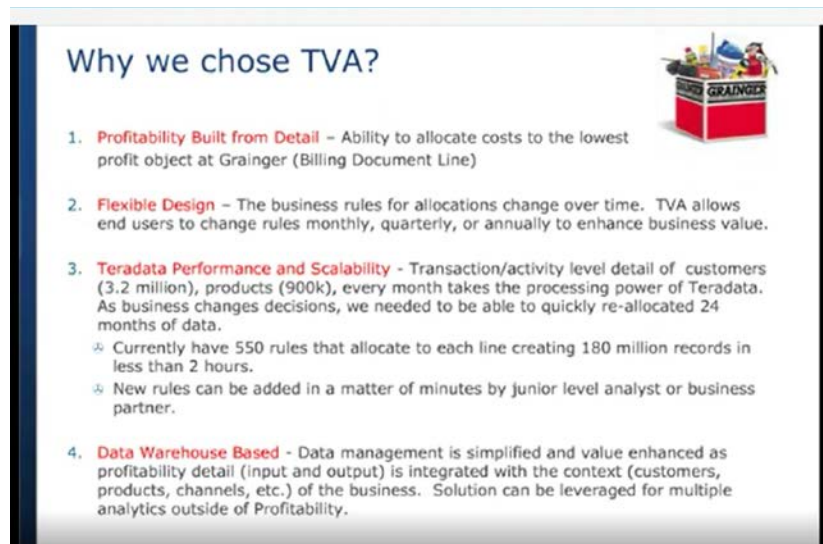 Why we chose TVA?
GRAINGER
1. Profitability Built from Detail – Ability to allocate costs to the lowest
profit object at Grainger (Billing Document Line)
2. Flexible Design – The business rules for allocations change over time. TVA allows
end users to change rules monthly, quarterly, or annually to enhance business value.
3. Teradata Performance and Scalability - Transaction/activity level detail of customers
(3.2 million), products (900k), every month takes the processing power of Teradata.
As business changes decisions, we needed to be able to quickly re-allocated 24
months of data.
Currently have 550 rules that allocate to each line creating 180 million records in
less than 2 hours.
New rules can be added in a matter of minutes by junior level analyst or business
partner.
4. Data Warehouse Based - Data management is simplified and value enhanced as
profitability detail (input and output) is integrated with the context (customers,
products, channels, etc.) of the business. Solution can be leveraged for multiple
analytics outside of Profitability.